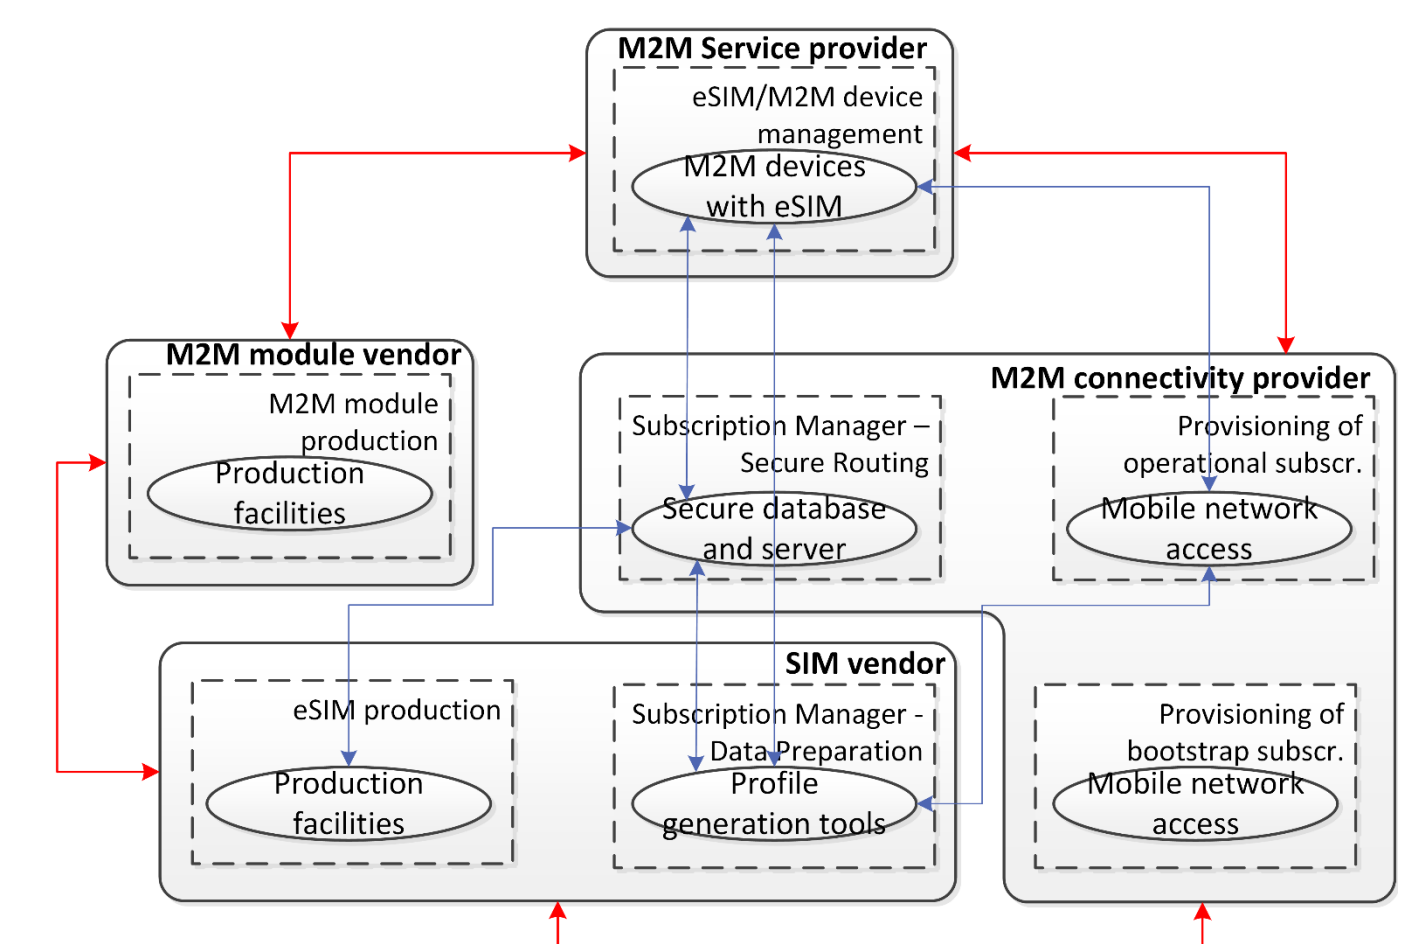 M2M Service provider
eSIM/M2M device
management
M2M devices
with eSIM
M2M module vendor
M2M module
production
Production
facilities
M2M connectivity provider
Subscription Manager –
Secure Routing
Secure database
and server
Provisioning of
operational subscr.
Mobile network
access
SIM vendor
eSIM production
Production
facilities
Subscription Manager -
Data Preparation
Profile
generation tools
Provisioning of
bootstrap subscr.
Mobile network
access